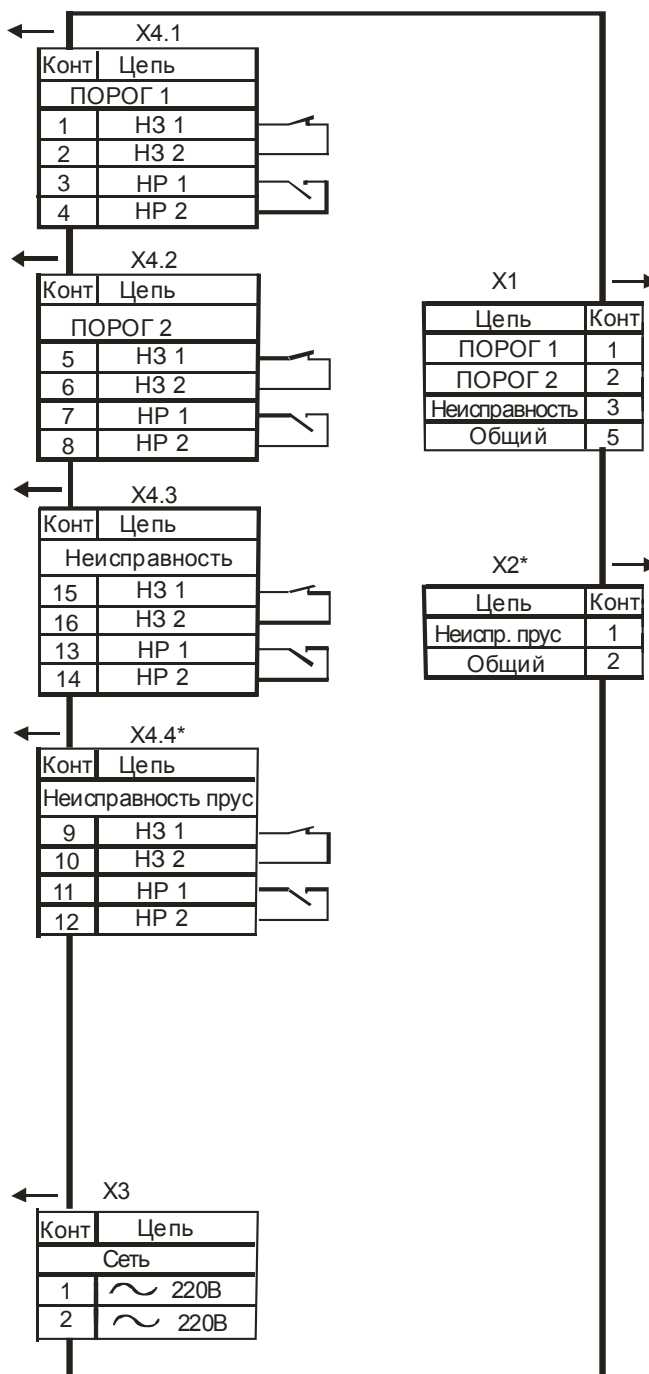 X4.1
Конт Цепь
ПОРОГ 1
1 НЗ 1
2 НЗ 2
3 НР 1
4 НР 2
X4.2
Конт Цепь
ПОРОГ 2
5 НЗ 1
6 НЗ 2
7 НР 1
8 НР 2
X4.3
Конт Цепь
Неисправность
15 НЗ 1
16 НЗ 2
13 НР 1
14 НР 2
X4.4*
Конт Цепь
Неисправность прус
9 НЗ 1
10 НЗ 2
11 НР 1
12 НР 2
X3
Конт Цепь
Сеть
1 ~ 220В
2 ~ 220В
X1
Цепь Конт
ПОРОГ 1 1
ПОРОГ 2 2
Неисправность 3
Общий 5
X2*
Цепь Конт
Неиспр. прус 1
Общий 2